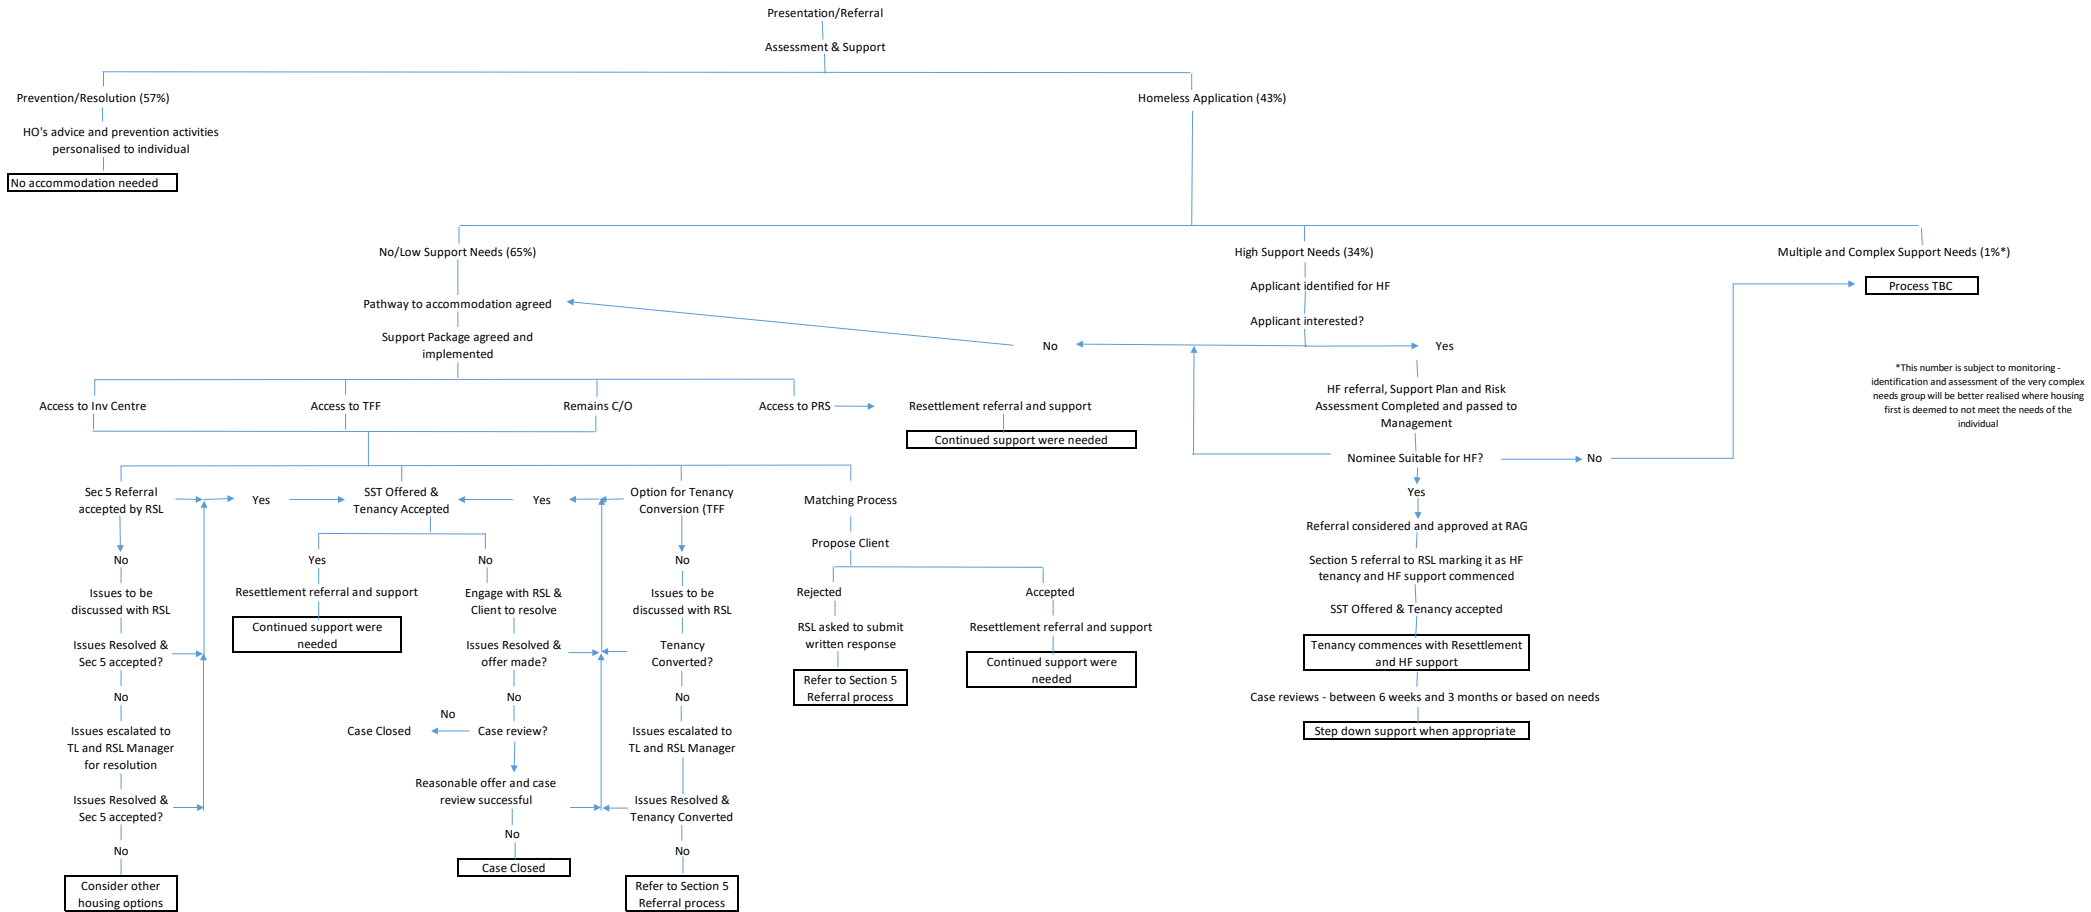 Presentation/Referral
Assessment & Support
Prevention/Resolution (57%)
HO's advice and prevention activities
personalised to individual
No accommodation needed
Homeless Application (43%)
No/Low Support Needs (65%)
Pathway to accommodation agreed
Support Package agreed and
implemented
High Support Needs (34%)
Applicant identified for HF
Applicant interested?
No
Yes
Multiple and Complex Support Needs (1%*)
Process TBC
*This number is subject to monitoring -
identification and assessment of the very complex
needs group will be better realised where housing
first is deemed to not meet the needs of the
individual
Access to Inv Centre
Access to TFF
Remains C/O
Access to PRS
Resettlement referral and support
Continued support were needed
HF referral, Support Plan and Risk
Assessment Completed and passed to
Management
Nominee Suitable for HF?
No
Yes
Referral considered and approved at RAG
Section 5 referral to RSL marking it as HF
tenancy and HF support commenced
SST Offered & Tenancy accepted
Tenancy commences with Resettlement
and HF support
Case reviews - between 6 weeks and 3 months or based on needs
Step down support when appropriate
Sec 5 Referral
accepted by RSL
Yes
No
Issues to be
discussed with RSL
Issues Resolved &
Sec 5 accepted?
No
Issues escalated to
TL and RSL Manager
for resolution
Issues Resolved &
Sec 5 accepted?
No
Consider other
housing options
SST Offered &
Tenancy Accepted
Yes
Resettlement referral and support
Continued support were
needed
No
Engage with RSL &
Client to resolve
Issues Resolved &
offer made?
No
Case review?
No
Case Closed
Reasonable offer and case
review successful
No
Case Closed
Yes
Option for Tenancy
Conversion (TFF
No
Issues to be
discussed with RSL
Tenancy
Converted?
No
Issues escalated to
TL and RSL Manager
Issues Resolved &
Tenancy Converted
No
Refer to Section 5
Referral process
Matching Process
Propose Client
Rejected
RSL asked to submit
written response
Refer to Section 5
Referral process
Accepted
Resettlement referral and support
Continued support were
needed